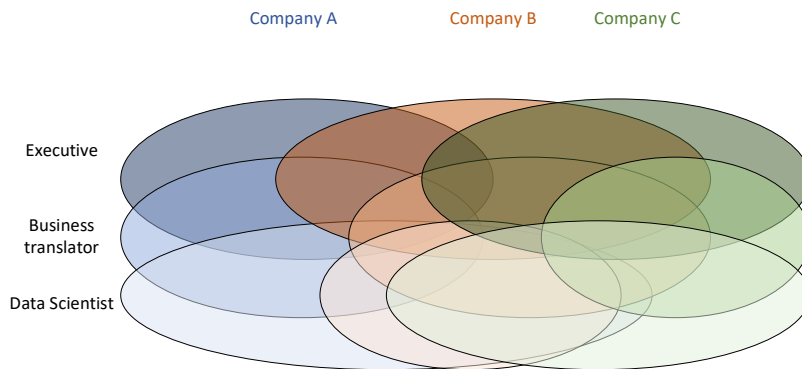 Company A
Company B
Company C
Executive
Business
translator
Data Scientist